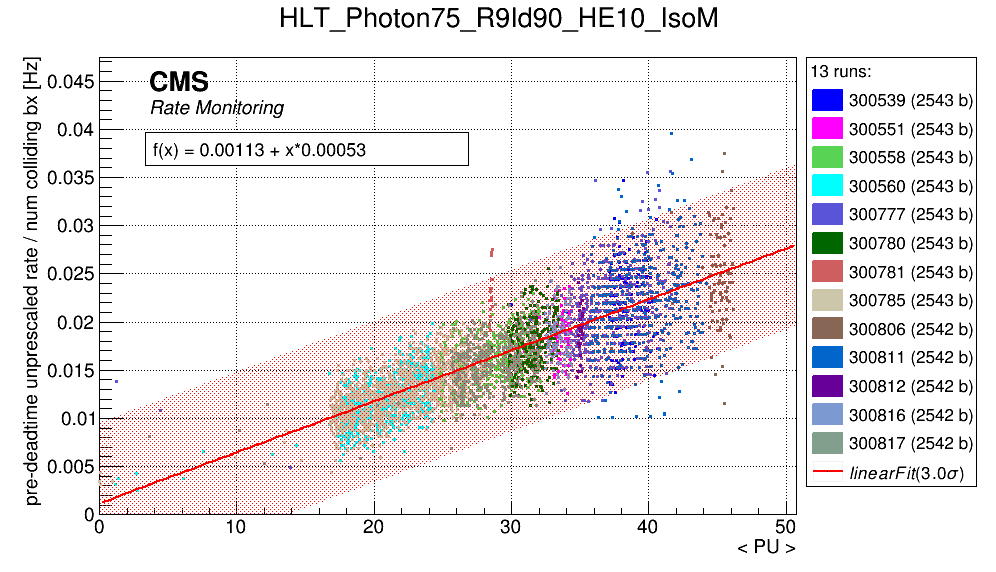 HLT_Photon75_R9Id90_HE10_IsoM
pre-deadtime unprescaled rate / num colliding bx [Hz]
0.045
0.04
0.035
0.03
0.025
0.02
0.015
0.01
0.005
0
CMS
Rate Monitoring
f(x) = 0.00113 + x*0.00053
0 10 20 30 40 50
< PU >
13 runs:
300539 (2543 b)
300551 (2543 b)
300558 (2543 b)
300560 (2543 b)
300777 (2543 b)
300780 (2543 b)
300781 (2543 b)
300785 (2543 b)
300806 (2542 b)
300811 (2542 b)
300812 (2542 b)
300816 (2542 b)
300817 (2542 b)
linearFit(3.0σ)